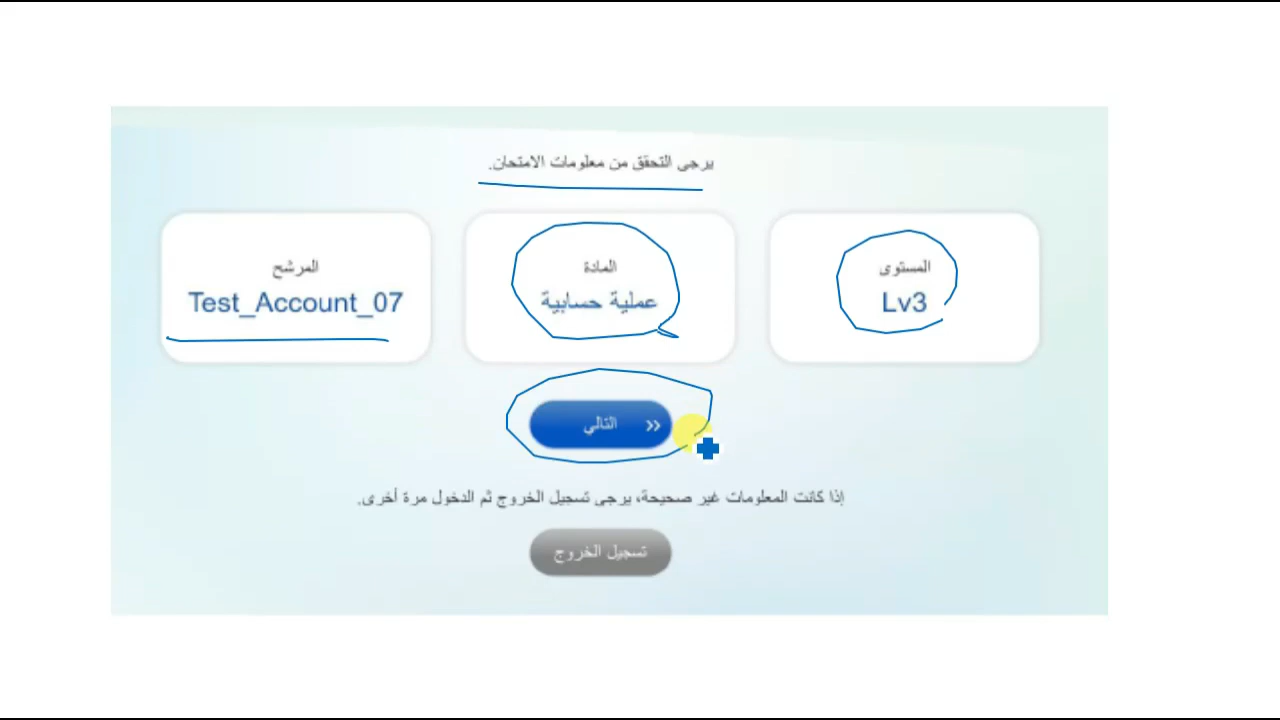 يرجى التحقق من معلومات الامتحان.
المستوى
Lv3
المادة
عملية حسابية
المرشح
Test_Account_07
التالي »
إذا كانت المعلومات غير صحيحة، يرجى تسجيل الخروج ثم الدخول مرة أخرى.
تسجيل الخروج